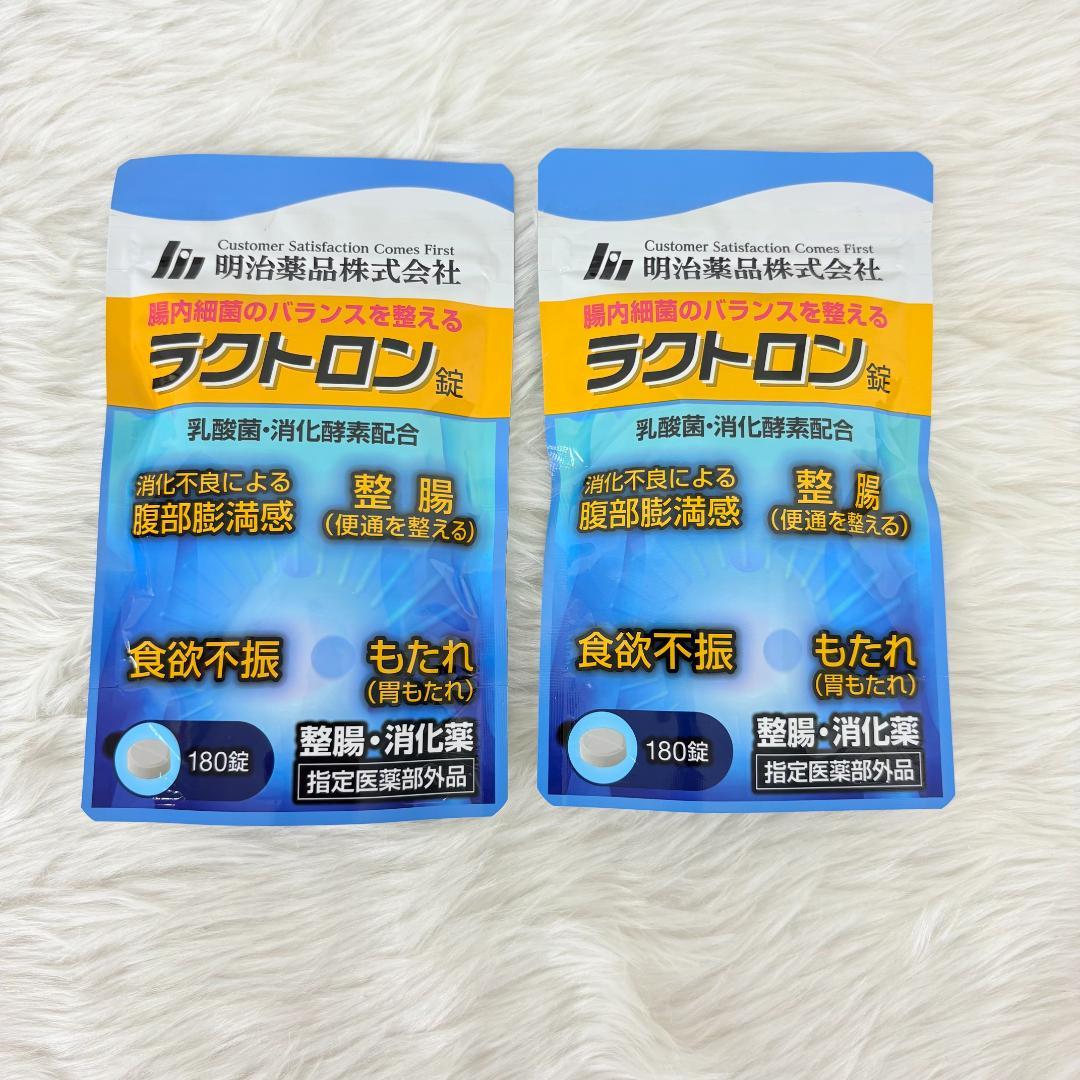 Customer Satisfaction Comes First
明治薬品株式会社
腸内細菌のバランスを整える
ラクトロン錠
乳酸菌・消化酵素配合
消化不良による
腹部膨満感
整腸
(便通を整える)
食欲不振
もたれ
(胃もたれ)
180錠
整腸・消化薬
指定医薬部外品
Customer Satisfaction Comes First
明治薬品株式会社
腸内細菌のバランスを整える
ラクトロン錠
乳酸菌・消化酵素配合
消化不良による
腹部膨満感
整腸
(便通を整える)
食欲不振
もたれ
(胃もたれ)
180錠
整腸・消化薬
指定医薬部外品